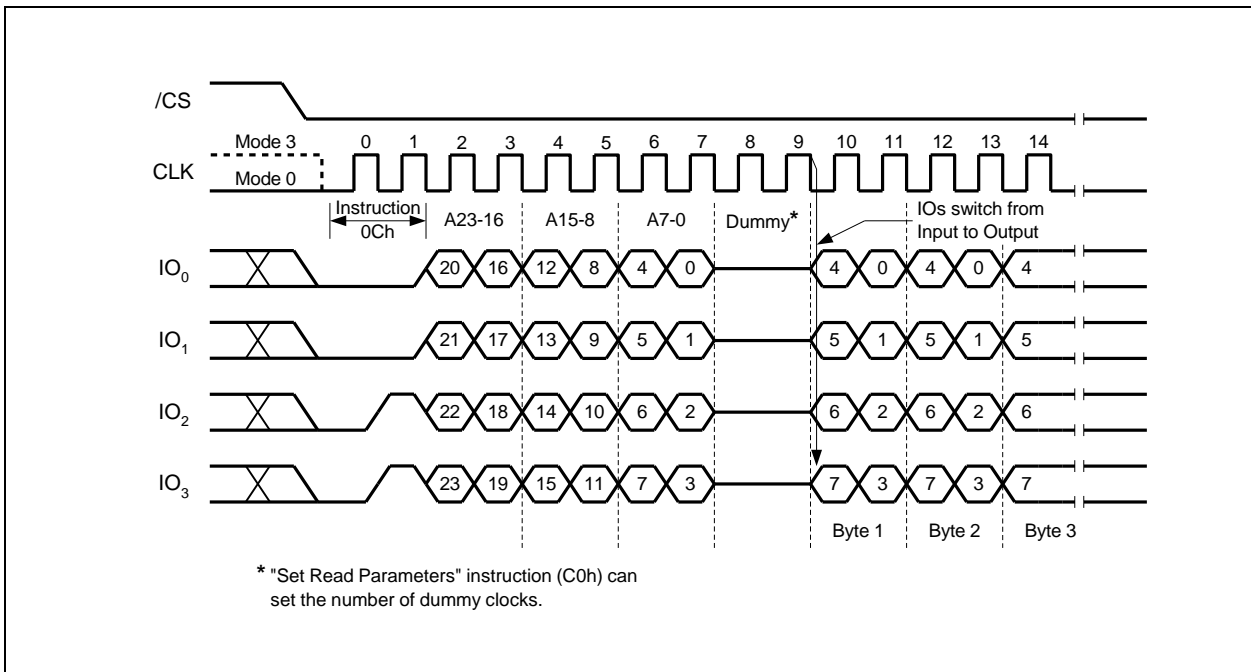 /CS
Mode 3 0 1 2 3 4 5 6 7 8 9 10 11 12 13 14
CLK
Mode 0
Instruction A23-16 A15-8 A7-0 Dummy* IOs switch from
0Ch Input to Output
IO0 20 16 12 8 4 0 4 0 4 0 4
IO1 21 17 13 9 5 1 5 1 5 1 5
IO2 22 18 14 10 6 2 6 2 6 2 6
IO3 23 19 15 11 7 3 7 3 7 3 7
Byte 1 Byte 2 Byte 3
* "Set Read Parameters" instruction (C0h) can
set the number of dummy clocks.